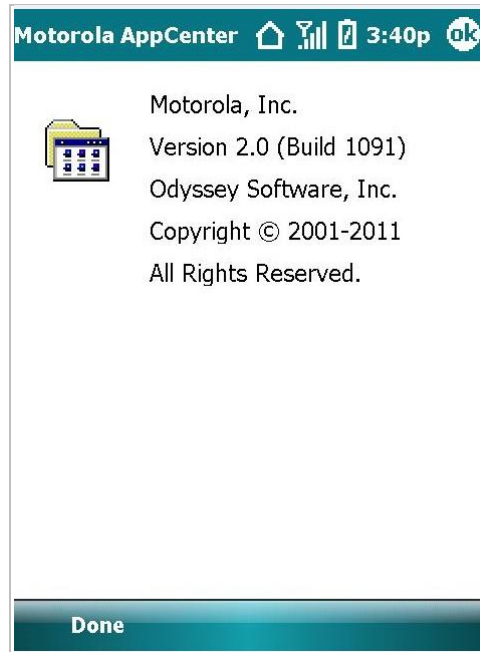 Motorola AppCenter 3:40p ok
Motorola, Inc.
Version 2.0 (Build 1091)
Odyssey Software, Inc.
Copyright © 2001-2011
All Rights Reserved.
Done